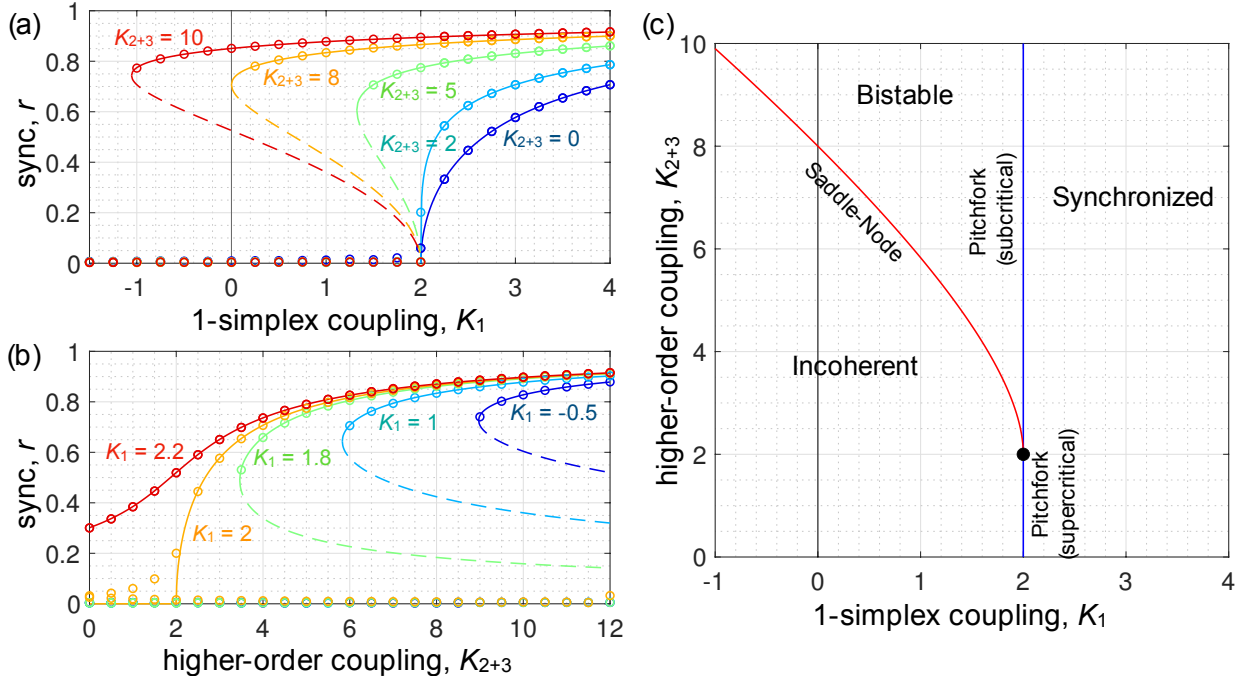 (a)
1
0.8
0.6
0.4
0.2
0
sync, r
K2+3 = 10
K2+3 = 8
K2+3 = 5
K2+3 = 2
K2+3 = 0
-1 0 1 2 3 4
1-simplex coupling, K1
(b)
1
0.8
0.6
0.4
0.2
0
sync, r
K1 = 2.2
K1 = 2
K1 = 1.8
K1 = 1
K1 = -0.5
0 2 4 6 8 10 12
higher-order coupling, K2+3
(c)
10
8
6
4
2
0
higher-order coupling, K2+3
Bistable
Saddle-Node
Incoherent
Pitchfork
(subcritical)
Synchronized
Pitchfork
(supercritical)
-1 0 1 2 3 4
1-simplex coupling, K1